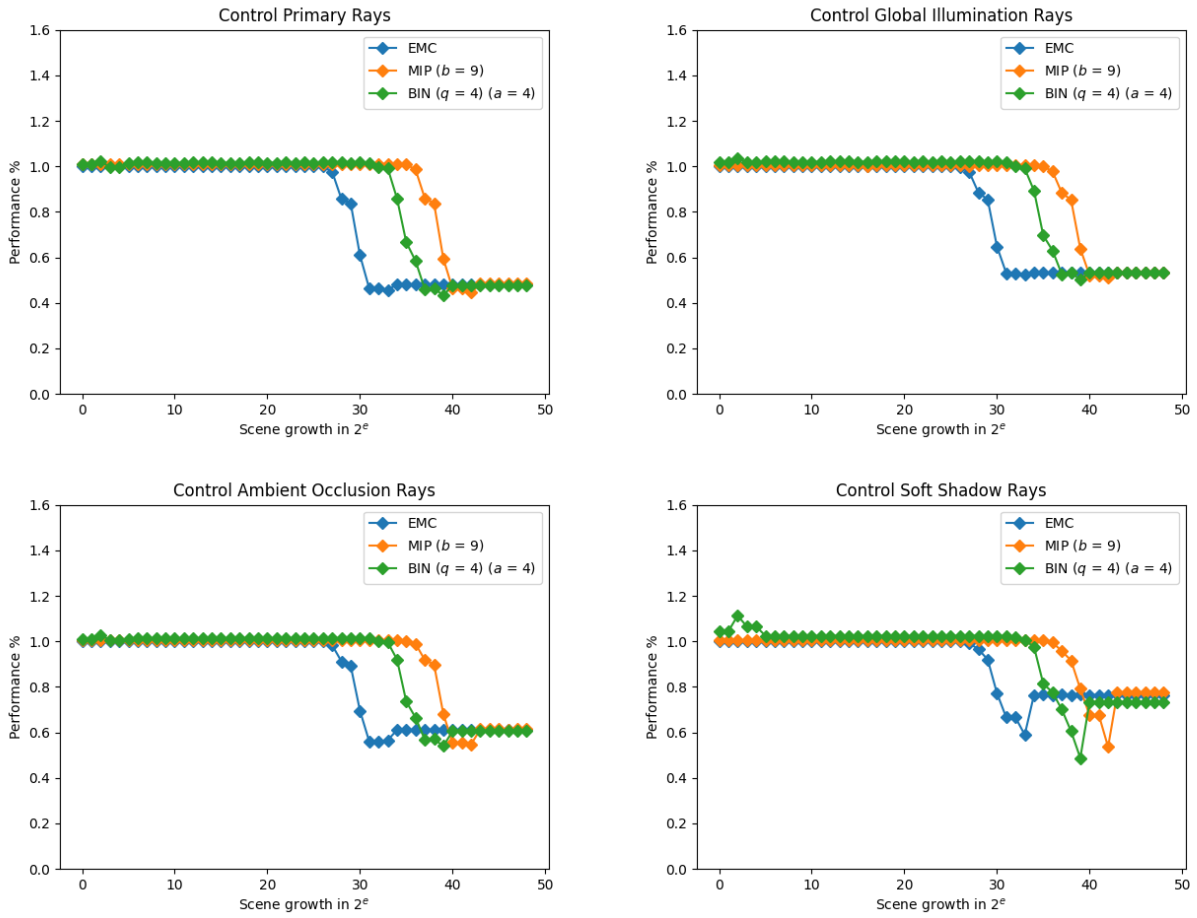 Control Primary Rays
1.6
1.4
1.2
1.0
0.8
0.6
0.4
0.2
0.0
Performance %
EMC
MIP (b = 9)
BIN (q = 4) (a = 4)
0 10 20 30 40 50
Scene growth in 2^e
Control Global Illumination Rays
1.6
1.4
1.2
1.0
0.8
0.6
0.4
0.2
0.0
Performance %
EMC
MIP (b = 9)
BIN (q = 4) (a = 4)
0 10 20 30 40 50
Scene growth in 2^e
Control Ambient Occlusion Rays
1.6
1.4
1.2
1.0
0.8
0.6
0.4
0.2
0.0
Performance %
EMC
MIP (b = 9)
BIN (q = 4) (a = 4)
0 10 20 30 40 50
Scene growth in 2^e
Control Soft Shadow Rays
1.6
1.4
1.2
1.0
0.8
0.6
0.4
0.2
0.0
Performance %
EMC
MIP (b = 9)
BIN (q = 4) (a = 4)
0 10 20 30 40 50
Scene growth in 2^e